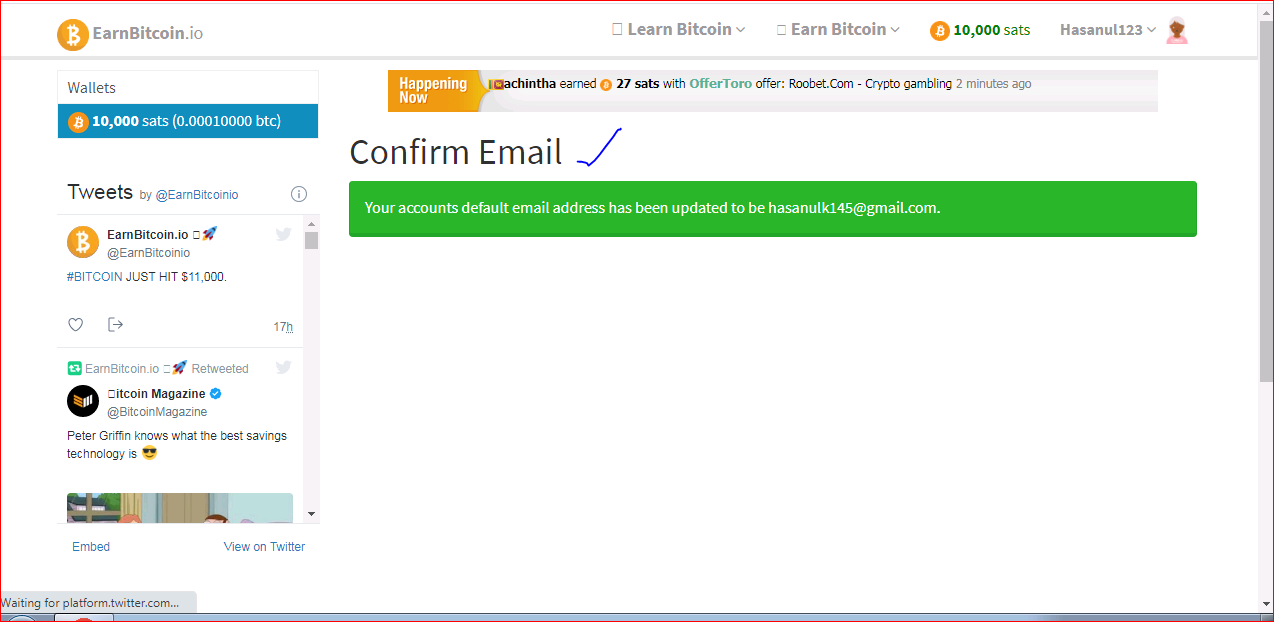 EarnBitcoin.io
Learn Bitcoin
Earn Bitcoin
10,000 sats
Hasanul123
Wallets
10,000 sats (0.00010000 btc)
Happening
Now
achintha earned 27 sats with OfferToro offer: Roobet.Com - Crypto gambling 2 minutes ago
Confirm Email
Your accounts default email address has been updated to be hasanulk145@gmail.com.
Tweets by @EarnBitcoinio
EarnBitcoin.io
@EarnBitcoinio
#BITCOIN JUST HIT $11,000.
17h
EarnBitcoin.io Retweeted
itcoin Magazine
@BitcoinMagazine
Peter Griffin knows what the best savings
technology is 😎
Embed
View on Twitter
Waiting for platform.twitter.com...